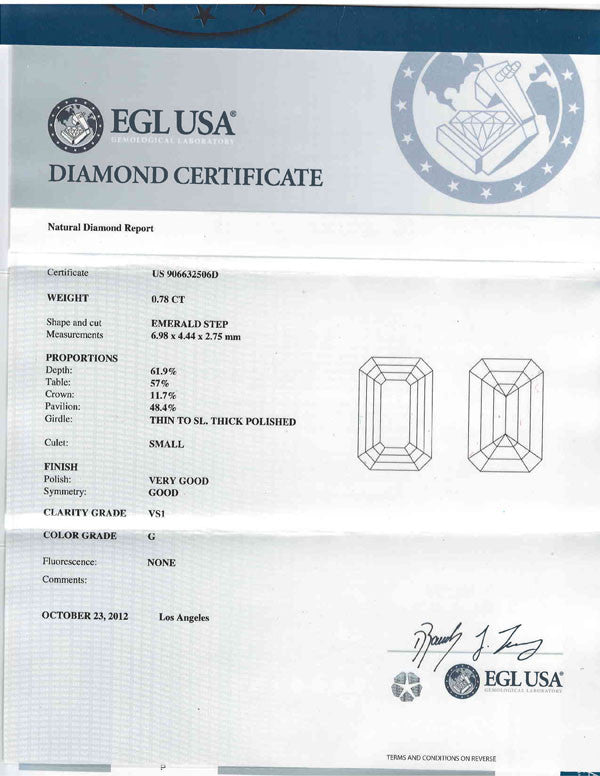 EGL USA®
GEMOLOGICAL LABORATORY
DIAMOND CERTIFICATE
Natural Diamond Report
Certificate US 906632506D
WEIGHT 0.78 CT
Shape and cut EMERALD STEP
Measurements 6.98 x 4.44 x 2.75 mm
PROPORTIONS
Depth: 61.9%
Table: 57%
Crown: 11.7%
Pavilion: 48.4%
Girdle: THIN TO SL. THICK POLISHED
Culet: SMALL
FINISH
Polish: VERY GOOD
Symmetry: GOOD
CLARITY GRADE VS1
COLOR GRADE G
Fluorescence: NONE
Comments:
OCTOBER 23, 2012 Los Angeles
EGL USA®
GEMOLOGICAL LABORATORY
TERMS AND CONDITIONS ON REVERSE